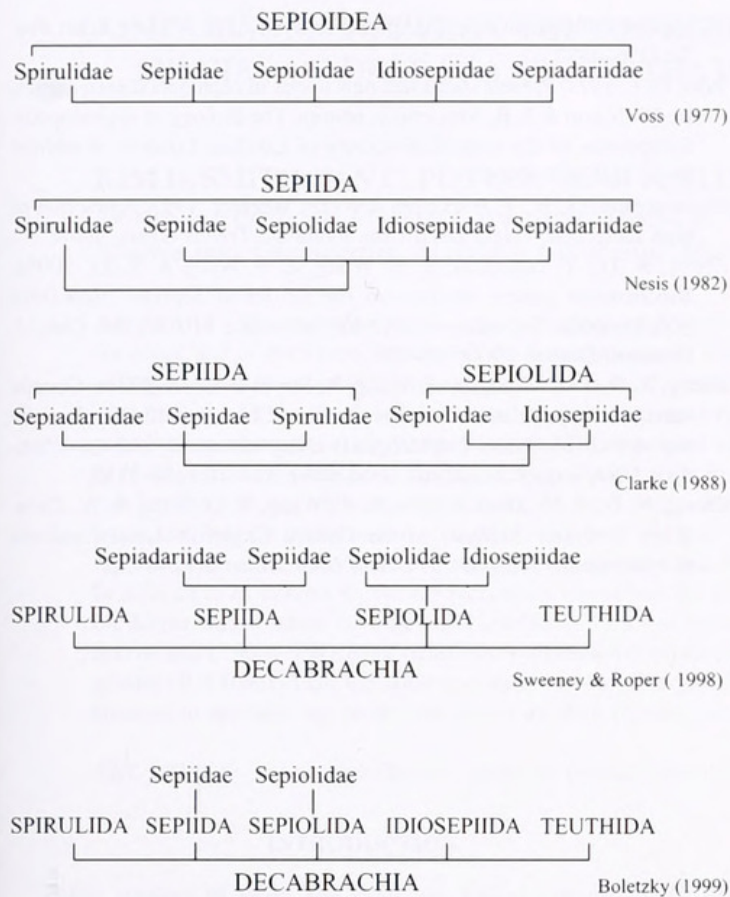 SEPIOIDEA
Spirulidae Sepiidae Sepiolidae Idiosepiidae Sepiadariidae
Voss (1977)
SEPIIDA
Spirulidae Sepiidae Sepiolidae Idiosepiidae Sepiadariidae
Nesis (1982)
SEPIIDA SEPIOLIDA
Sepiadariidae Sepiidae Spirulidae Sepiolidae Idiosepiidae
Clarke (1988)
Sepiadariidae Sepiidae Sepiolidae Idiosepiidae
SPIRULIDA SEPIIDA SEPIOLIDA TEUTHIDA
DECABRACHIA
Sweeney & Roper ( 1998)
Sepiidae Sepiolidae
SPIRULIDA SEPIIDA SEPIOLIDA IDIOSEPIIDA TEUTHIDA
DECABRACHIA
Boletzky (1999)